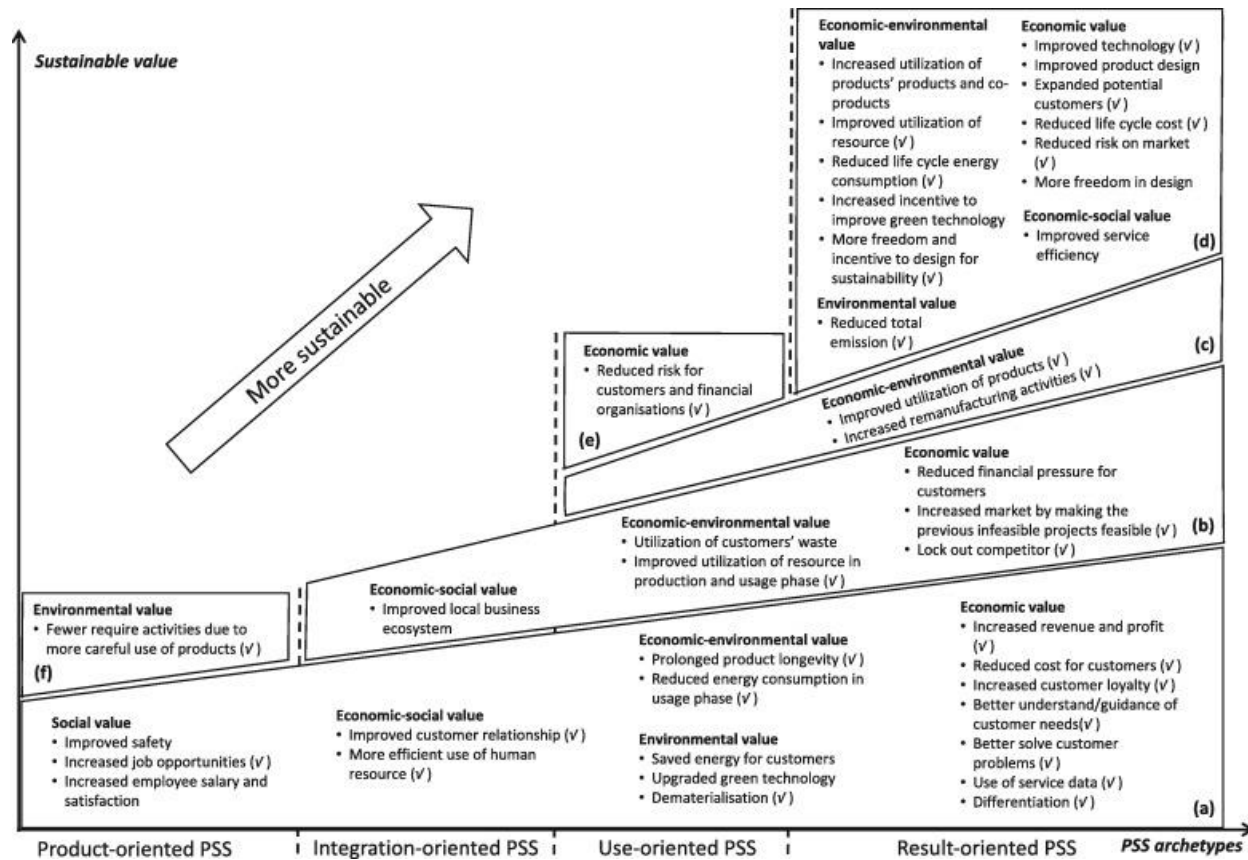 Sustainable value
More sustainable
Economic-environmental
value
• Increased utilization of
products' products and co-
products
• Improved utilization of
resource (√)
• Reduced life cycle energy
consumption (√)
• Increased incentive to
improve green technology
• More freedom and
incentive to design for
sustainability (√)
Environmental value
• Reduced total
emission (√)
Economic value
• Improved technology (√)
• Improved product design
• Expanded potential
customers (√)
• Reduced life cycle cost (√)
• Reduced risk on market
(√)
• More freedom in design
Economic-social value
• Improved service
efficiency
(d)
Economic value
• Reduced risk for
customers and financial
organisations (√)
(e)
Economic-environmental value
• Improved utilization of products (√)
• Increased remanufacturing activities (√)
(c)
Economic-social value
• Improved local business
ecosystem
Economic-environmental value
• Utilization of customers' waste
• Improved utilization of resource in
production and usage phase (√)
Economic value
• Reduced financial pressure for
customers
• Increased market by making the
previous infeasible projects feasible (√)
• Lock out competitor (√)
(b)
Environmental value
• Fewer require activities due to
more careful use of products (√)
(f)
Social value
• Improved safety
• Increased job opportunities (√)
• Increased employee salary and
satisfaction
Economic-social value
• Improved customer relationship (√)
• More efficient use of human
resource (√)
Economic-environmental value
• Prolonged product longevity (√)
• Reduced energy consumption in
usage phase (√)
Environmental value
• Saved energy for customers
• Upgraded green technology
• Dematerialisation (√)
Economic value
• Increased revenue and profit
(√)
• Reduced cost for customers (√)
• Increased customer loyalty (√)
• Better understand/guidance of
customer needs(√)
• Better solve customer
problems (√)
• Use of service data (√)
• Differentiation (√)
(a)
Product-oriented PSS
Integration-oriented PSS
Use-oriented PSS
Result-oriented PSS
PSS archetypes